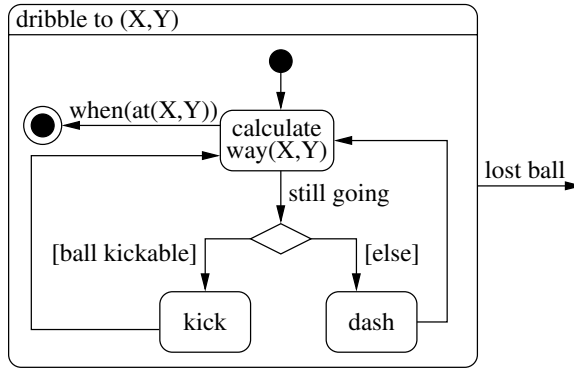 dribble to (X,Y)
when(at(X,Y))
calculate
way(X,Y)
lost ball
still going
[ball kickable]
[else]
kick
dash